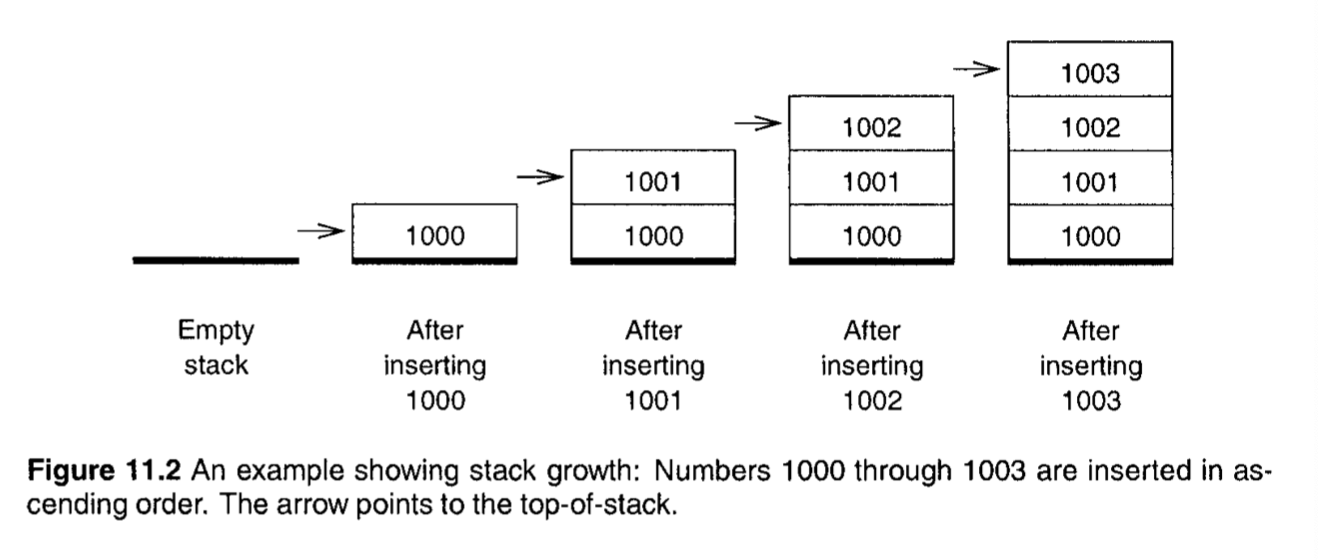 1003
1002 1002
1001 1001 1001
1000 1000 1000 1000
Empty After After After After
stack inserting inserting inserting inserting
1000 1001 1002 1003
Figure 11.2 An example showing stack growth: Numbers 1000 through 1003 are inserted in as-
cending order. The arrow points to the top-of-stack.